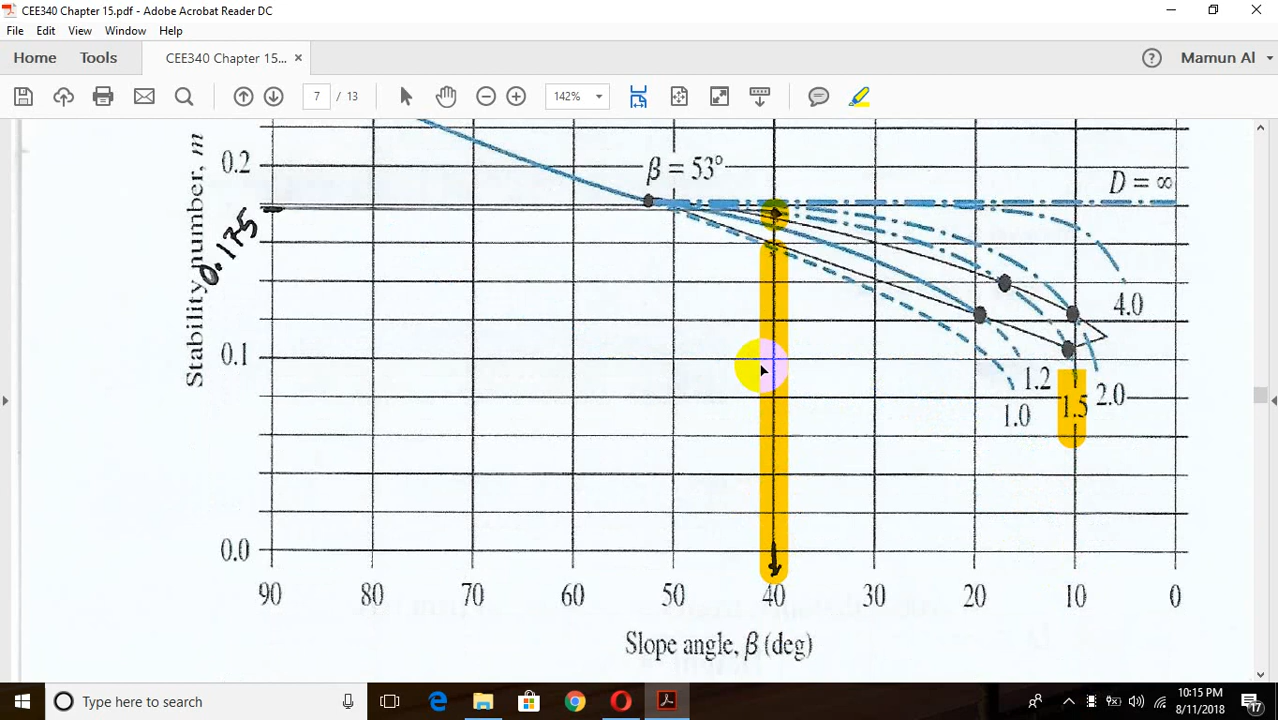 CEE340 Chapter 15.pdf - Adobe Acrobat Reader DC
File Edit View Window Help
Home Tools CEE340 Chapter 15... × Mamun Al
7 / 13 142%
Stability number, m
0.2
0.175
0.1
0.0
β = 53°
D = ∞
4.0
1.2
2.0
1.5
1.0
90 80 70 60 50 40 30 20 10 0
Slope angle, β (deg)
Type here to search
10:15 PM
8/11/2018
17